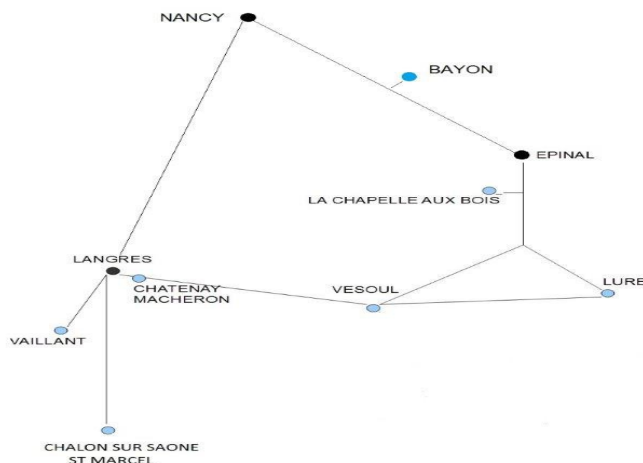 NANCY
BAYON
EPINAL
LA CHAPELLE AUX BOIS
LANGRES
CHATENAY
MACHERON
VESOUL
LURE
VAILLANT
CHALON SUR SAONE
ST MARCEL